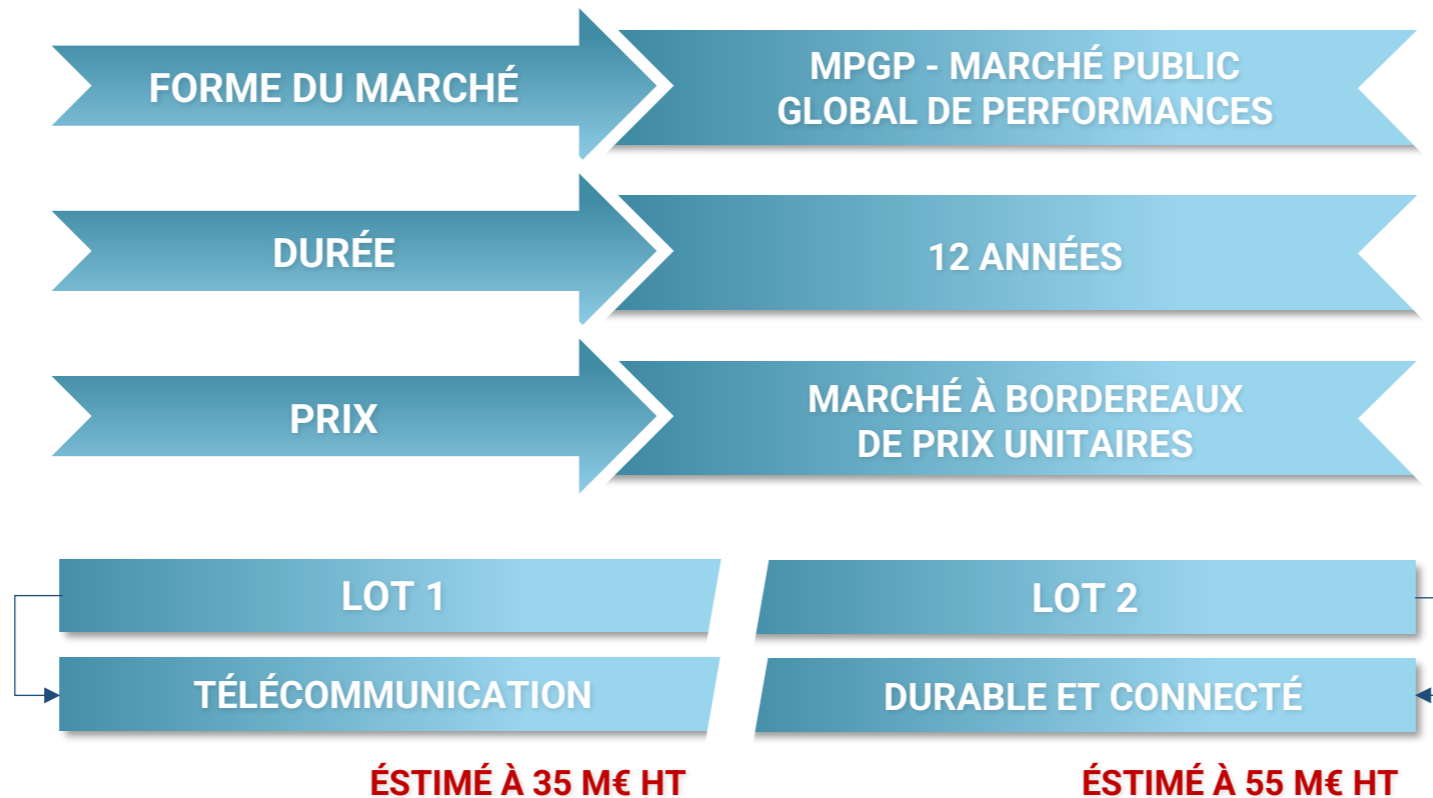 FORME DU MARCHÉ
MPGP - MARCHÉ PUBLIC
GLOBAL DE PERFORMANCES
DURÉE
12 ANNÉES
PRIX
MARCHÉ À BORDEREAUX
DE PRIX UNITAIRES
LOT 1
LOT 2
TÉLÉCOMMUNICATION
DURABLE ET CONNECTÉ
ÉSTIMÉ À 35 M€ HT
ÉSTIMÉ À 55 M€ HT